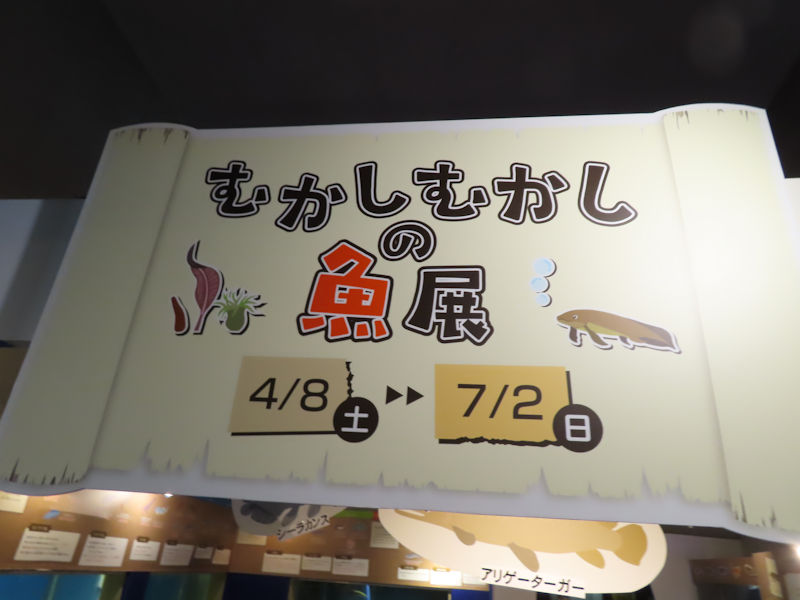 むかしむかし
の
魚展
4/8 土 ▶▶ 7/2 日
シーラカンス
アリゲーターガー